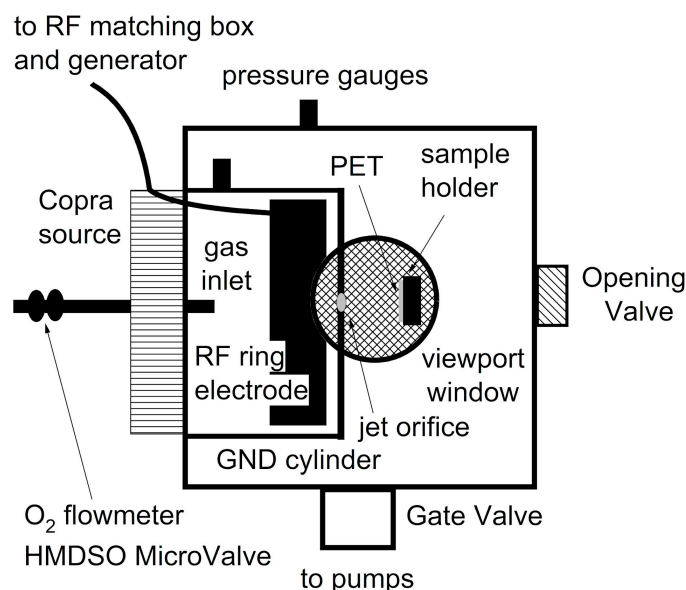 to RF matching box
and generator
pressure gauges
PET
sample
holder
Copra
source
gas
inlet
Opening
Valve
RF ring
electrode
viewport
window
jet orifice
GND cylinder
O₂ flowmeter
HMDSO MicroValve
Gate Valve
to pumps